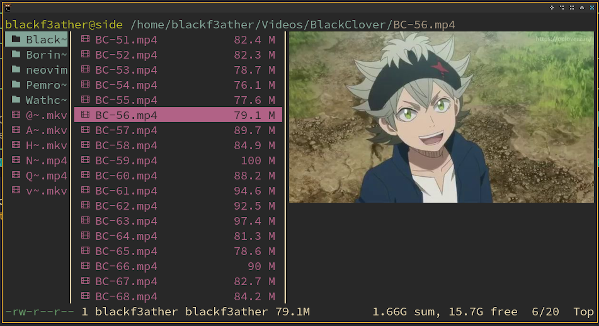 blackf3ather@side /home/blackf3ather/Videos/BlackClover/BC-56.mp4
Black~ BC-51.mp4 82.4 M
Borin~ BC-52.mp4 82.3 M
neovim BC-53.mp4 78.7 M
Pemro~ BC-54.mp4 76.1 M
Wathc~ BC-55.mp4 77.6 M
@~.mkv BC-56.mp4 79.1 M
A~.mkv BC-57.mp4 89.7 M
H~.mkv BC-58.mp4 84.9 M
N~.mp4 BC-59.mp4 100 M
Q~.mp4 BC-60.mp4 88.2 M
v~.mkv BC-61.mp4 94.6 M
BC-62.mp4 92.5 M
BC-63.mp4 97.4 M
BC-64.mp4 81.3 M
BC-65.mp4 78.6 M
BC-66.mp4 90 M
BC-67.mp4 82.7 M
BC-68.mp4 84.2 M
-rw-r--r-- 1 blackf3ather blackf3ather 79.1M 1.66G sum, 15.7G free 6/20 Top